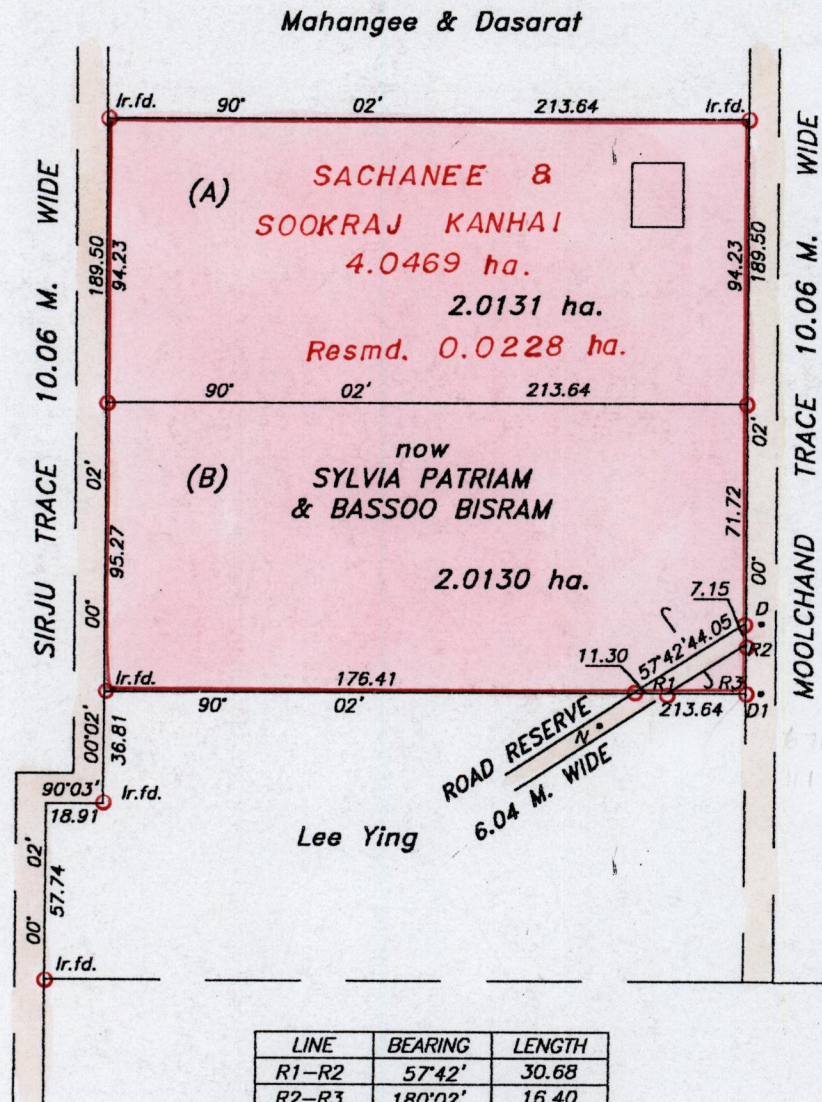 Mahangee & Dasarat
Ir.fd. 90° 02' 213.64 Ir.fd.
SIRJU TRACE 10.06 M. WIDE
MOOLCHAND TRACE 10.06 M. WIDE
(A)
SACHANEE &
SOOKRAJ KANHAI
4.0469 ha.
2.0131 ha.
Resmd. 0.0228 ha.
189.50
94.23
94.23
189.50
90° 02' 213.64
(B)
now
SYLVIA PATRIAM
& BASSOO BISRAM
2.0130 ha.
00° 02'
95.27
00° 02'
71.72
7.15
D
R2
57°42' 44.05
11.30
R1
R3
D1
213.64
Ir.fd.
176.41
90° 02'
ROAD RESERVE
6.04 M. WIDE
00°02'
36.81
90°03'
18.91
Ir.fd.
Lee Ying
00° 02'
57.74
Ir.fd.
LINE BEARING LENGTH
R1-R2 57°42' 30.68
R2-R3 180°02' 16.40